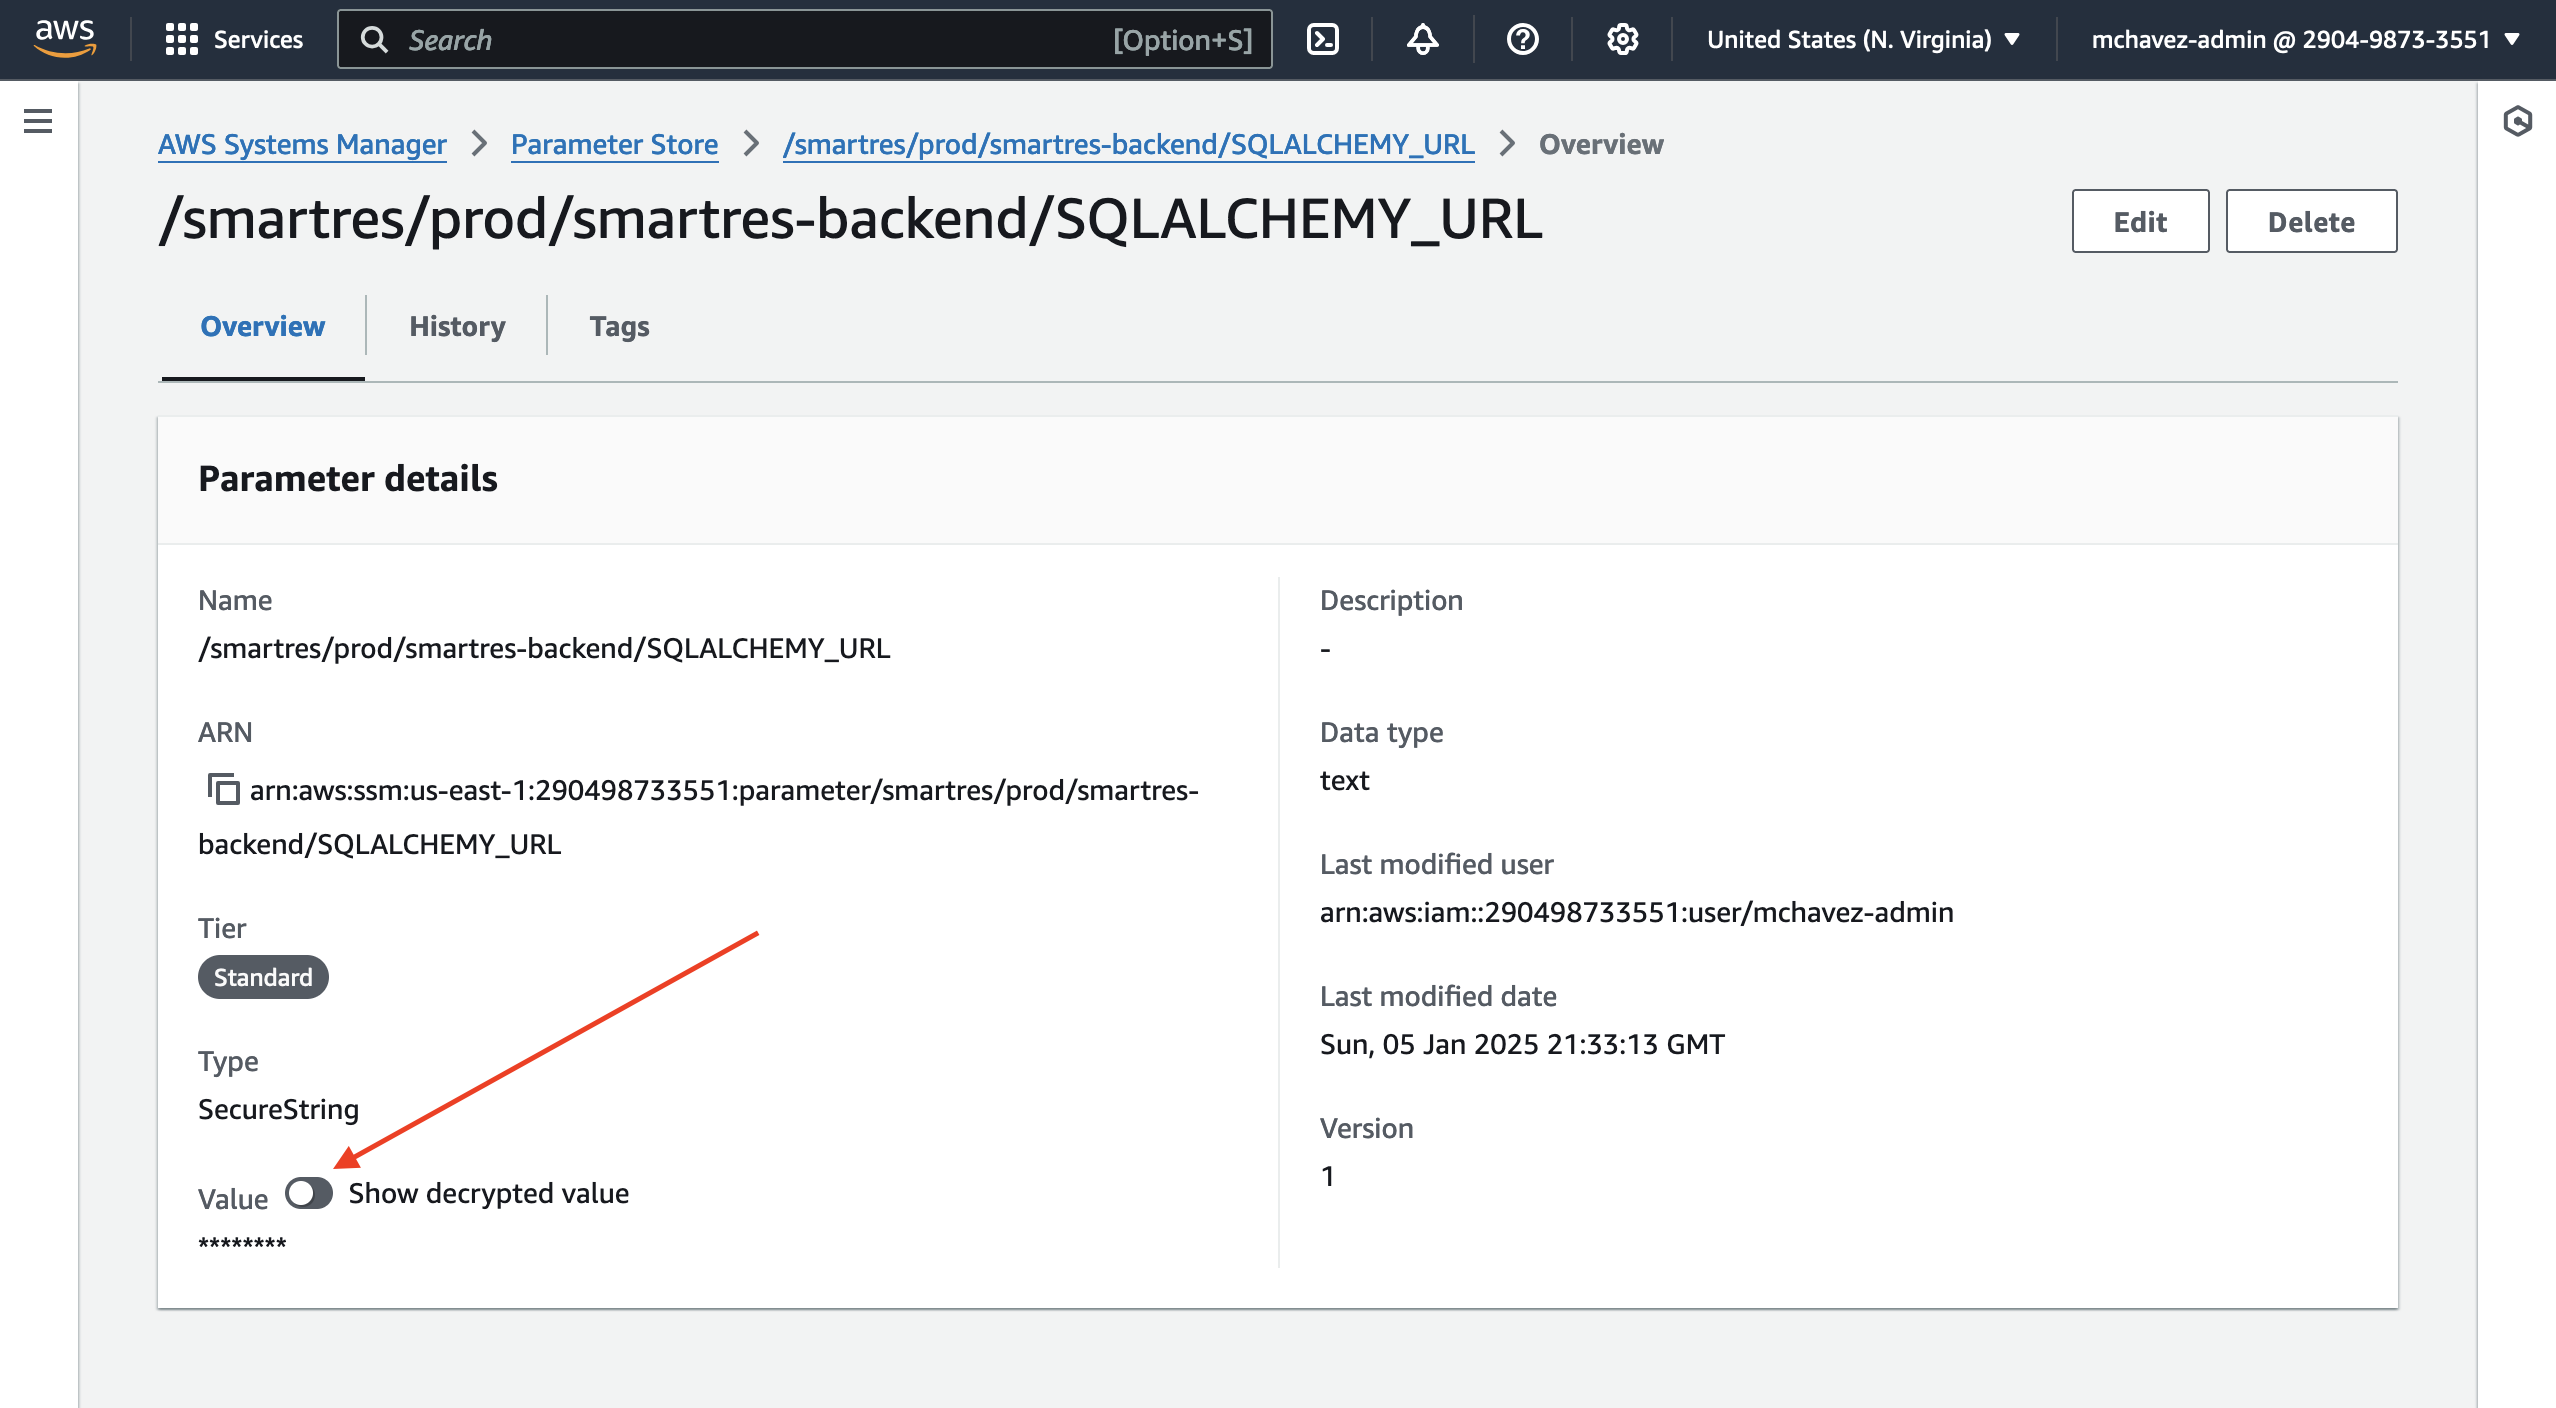 aws
Services
Search
[Option+S]
United States (N. Virginia)
mchavez-admin @ 2904-9873-3551
AWS Systems Manager
Parameter Store
/smartres/prod/smartres-backend/SQLALCHEMY_URL
Overview
/smartres/prod/smartres-backend/SQLALCHEMY_URL
Edit
Delete
Overview
History
Tags
Parameter details
Name
/smartres/prod/smartres-backend/SQLALCHEMY_URL
ARN
arn:aws:ssm:us-east-1:290498733551:parameter/smartres/prod/smartres-
backend/SQLALCHEMY_URL
Tier
Standard
Type
SecureString
Value
Show decrypted value
********
Description
-
Data type
text
Last modified user
arn:aws:iam::290498733551:user/mchavez-admin
Last modified date
Sun, 05 Jan 2025 21:33:13 GMT
Version
1